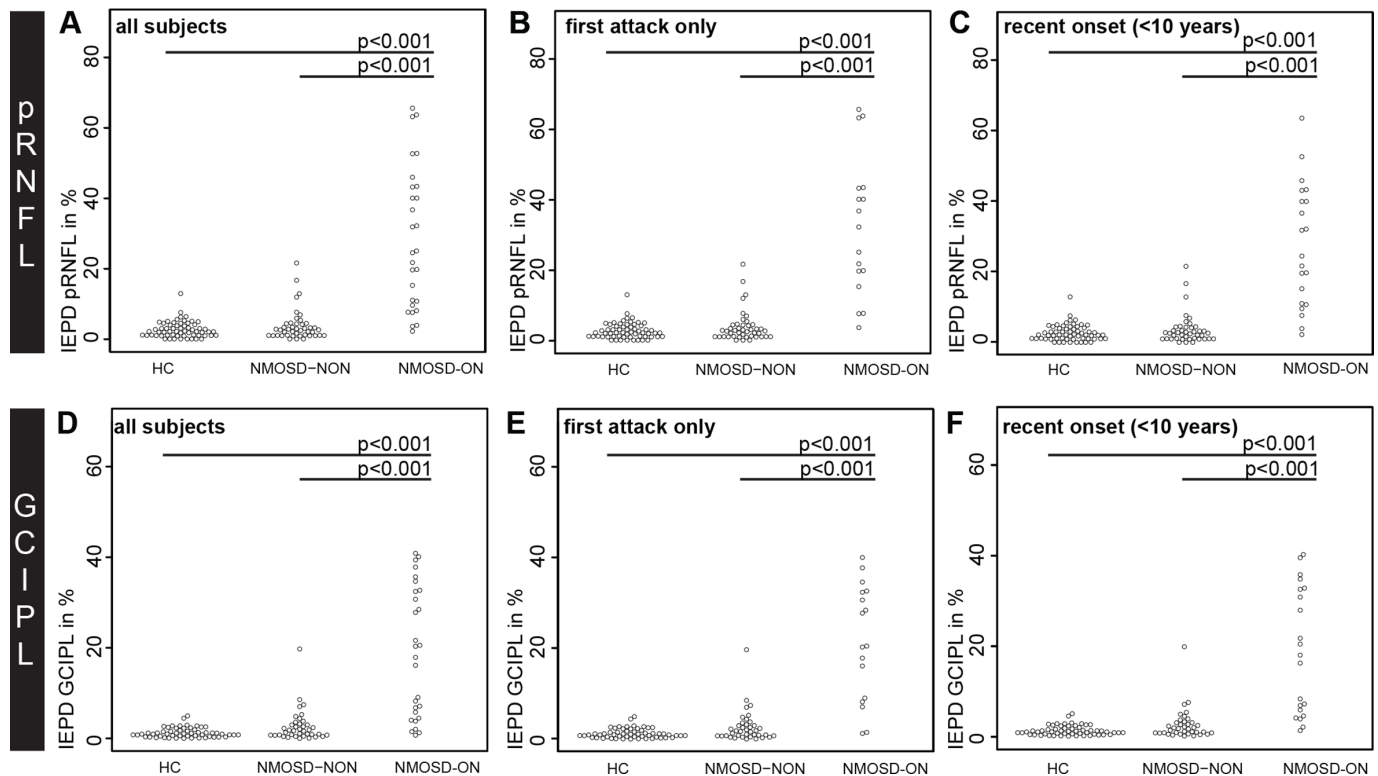 pRNFL
A
all subjects
p<0.001
p<0.001
IEPD pRNFL in %
0
20
40
60
80
HC
NMOSD−NON
NMOSD-ON
B
first attack only
p<0.001
p<0.001
IEPD pRNFL in %
0
20
40
60
80
HC
NMOSD−NON
NMOSD-ON
C
recent onset (<10 years)
p<0.001
p<0.001
IEPD pRNFL in %
0
20
40
60
80
HC
NMOSD−NON
NMOSD-ON
GCIPL
D
all subjects
p<0.001
p<0.001
IEPD GCIPL in %
0
20
40
60
HC
NMOSD−NON
NMOSD-ON
E
first attack only
p<0.001
p<0.001
IEPD GCIPL in %
0
20
40
60
HC
NMOSD−NON
NMOSD-ON
F
recent onset (<10 years)
p<0.001
p<0.001
IEPD GCIPL in %
0
20
40
60
HC
NMOSD−NON
NMOSD-ON